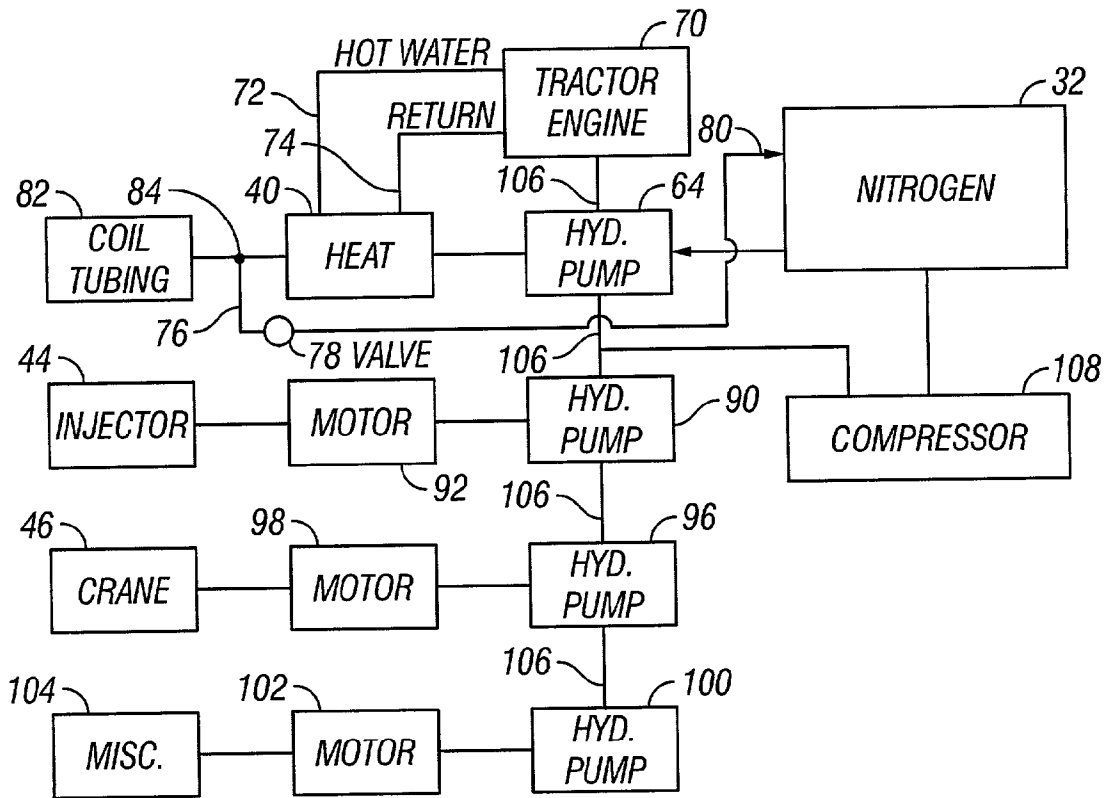 70
HOT WATER
TRACTOR
ENGINE
32
72
RETURN
80
74
NITROGEN
82
84
40
106
64
COIL
TUBING
HEAT
HYD.
PUMP
76
78 VALVE
106
44
108
INJECTOR
MOTOR
HYD.
PUMP
90
COMPRESSOR
92
106
46
98
96
CRANE
MOTOR
HYD.
PUMP
106
104
102
100
MISC.
MOTOR
HYD.
PUMP